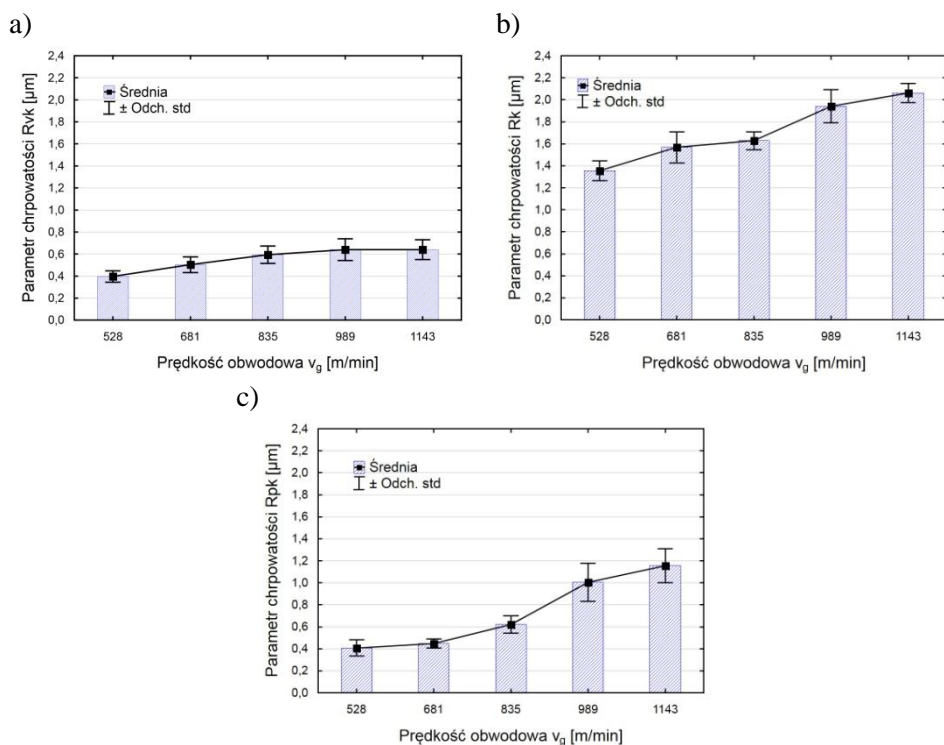 a)
Parametr chrpowatości Rvk [µm]
2,4
2,2
2,0
1,8
1,6
1,4
1,2
1,0
0,8
0,6
0,4
0,2
0,0
Średnia
± Odch. std
528 681 835 989 1143
Prędkość obwodowa vg [m/min]
b)
Parametr chrpowatości Rk [µm]
2,4
2,2
2,0
1,8
1,6
1,4
1,2
1,0
0,8
0,6
0,4
0,2
0,0
Średnia
± Odch. std
528 681 835 989 1143
Prędkość obwodowa vg [m/min]
c)
Parametr chrpowatości Rpk [µm]
2,4
2,2
2,0
1,8
1,6
1,4
1,2
1,0
0,8
0,6
0,4
0,2
0,0
Średnia
± Odch. std
528 681 835 989 1143
Prędkość obwodowa vg [m/min]